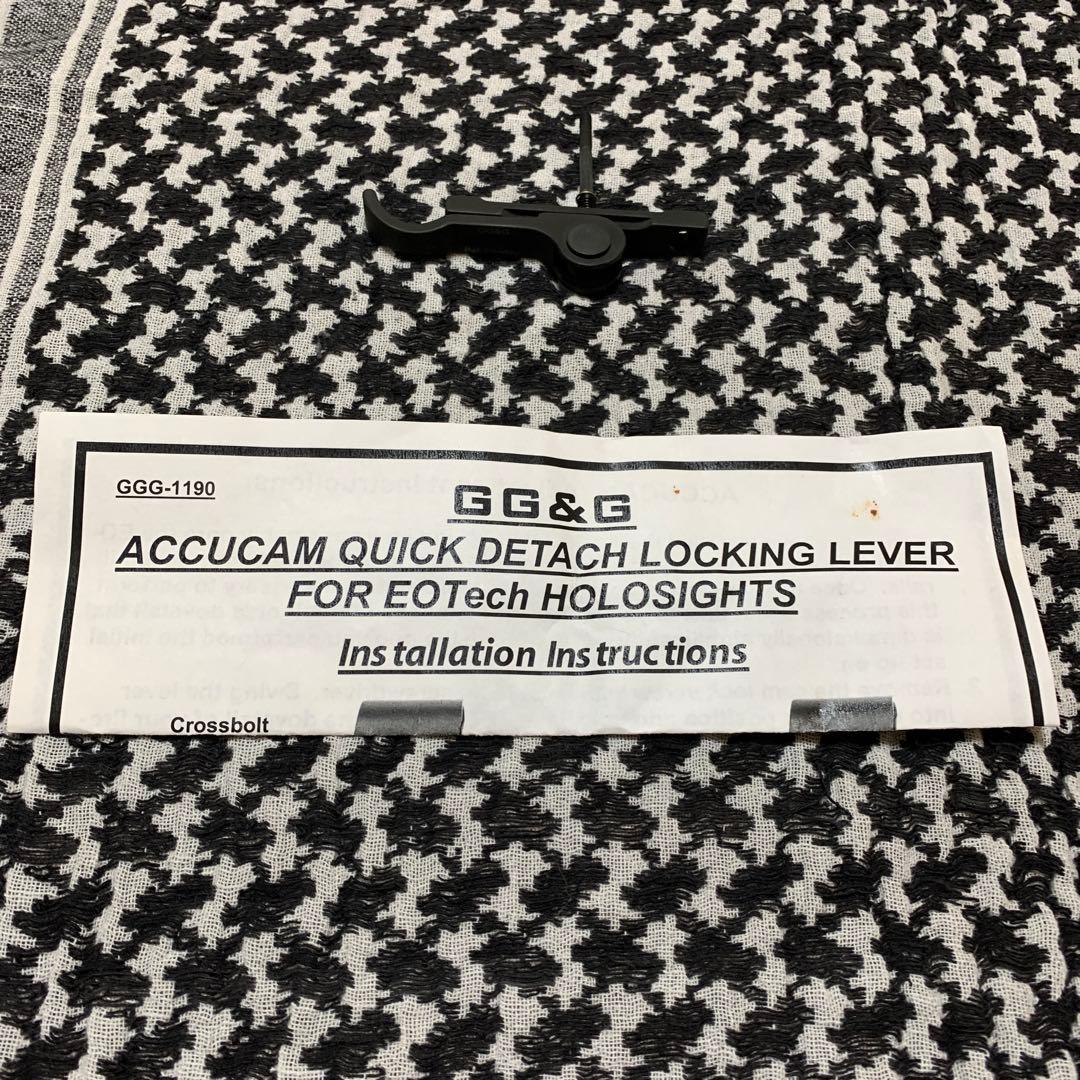 GGG-1190
GG&G
ACCUCAM QUICK DETACH LOCKING LEVER
FOR EOTech HOLOSIGHTS
Installation Instructions
Crossbolt